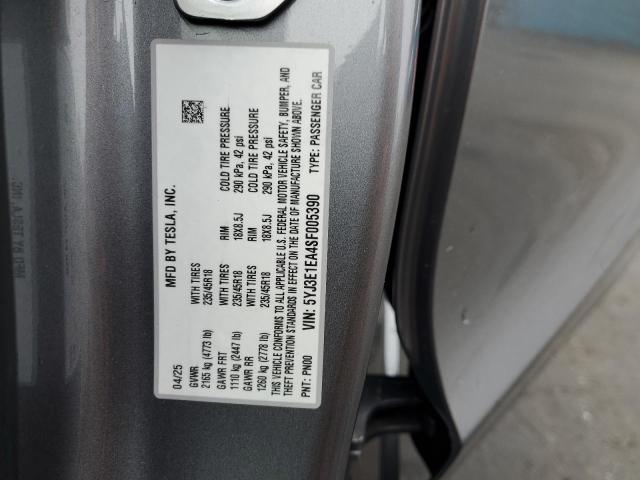 MFD BY TESLA, INC.
04/25
GVWR WITH TIRES RIM COLD TIRE PRESSURE
2165 kg (4773 lb) 235/45R18 18X8.5J 290 kPa, 42 psi
GAWR FRT WITH TIRES RIM COLD TIRE PRESSURE
1110 kg (2447 lb) 235/45R18 18X8.5J 290 kPa, 42 psi
GAWR RR
1260 kg (2778 lb) 235/45R18
THIS VEHICLE CONFORMS TO ALL APPLICABLE U.S. FEDERAL MOTOR VEHICLE SAFETY, BUMPER, AND
THEFT PREVENTION STANDARDS IN EFFECT ON THE DATE OF MANUFACTURE SHOWN ABOVE.
VIN: 5YJ3E1EA4SF005390 TYPE: PASSENGER CAR
PNT: PN00